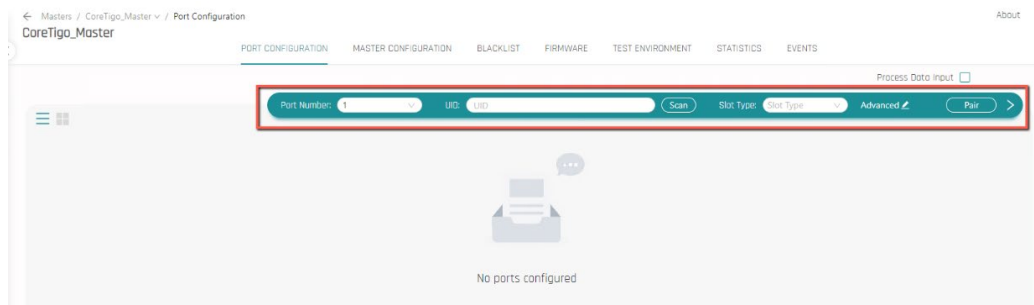 ← Masters / CoreTigo_Master / Port Configuration
About
CoreTigo_Master
PORT CONFIGURATION MASTER CONFIGURATION BLACKLIST FIRMWARE TEST ENVIRONMENT STATISTICS EVENTS
Process Data Input
Port Number: 1 UID: UID Scan Slot Type: Slot Type Advanced Pair >
No ports configured